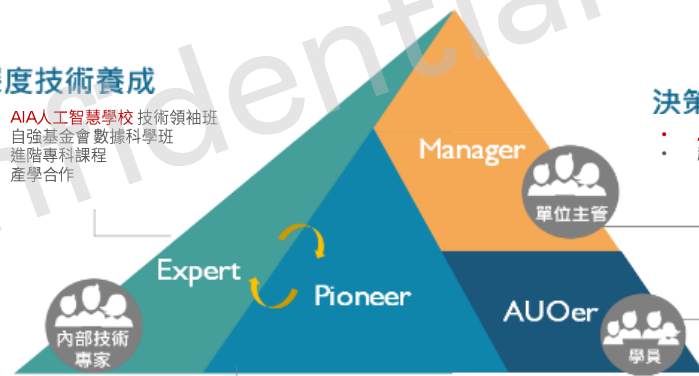 度技術養成
AIA人工智慧學校 技術領袖班
自強基金會 數據科學班
進階專科課程
產學合作
決策
Manager
單位主管
Expert
Pioneer
AUOer
內部技術
專家
學員